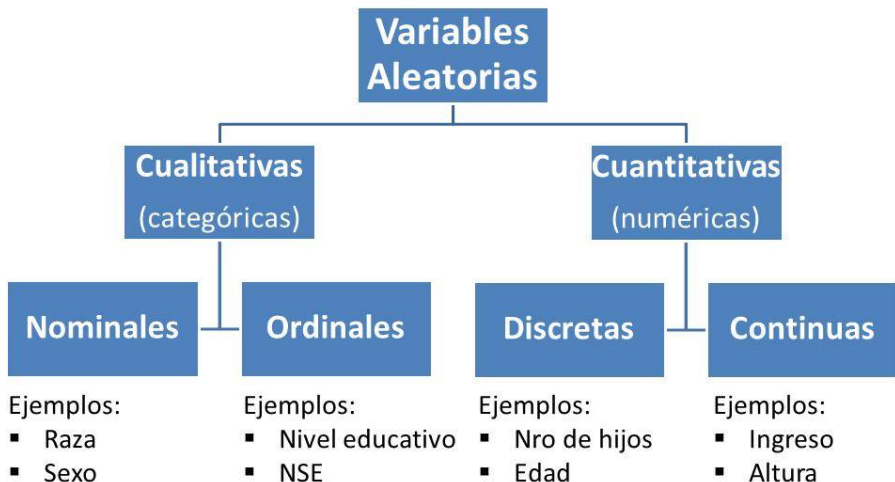 Variables
Aleatorias
Cualitativas
(categóricas)
Cuantitativas
(numéricas)
Nominales
Ordinales
Discretas
Continuas
Ejemplos:
▪ Raza
▪ Sexo
Ejemplos:
▪ Nivel educativo
▪ NSE
Ejemplos:
▪ Nro de hijos
▪ Edad
Ejemplos:
▪ Ingreso
▪ Altura